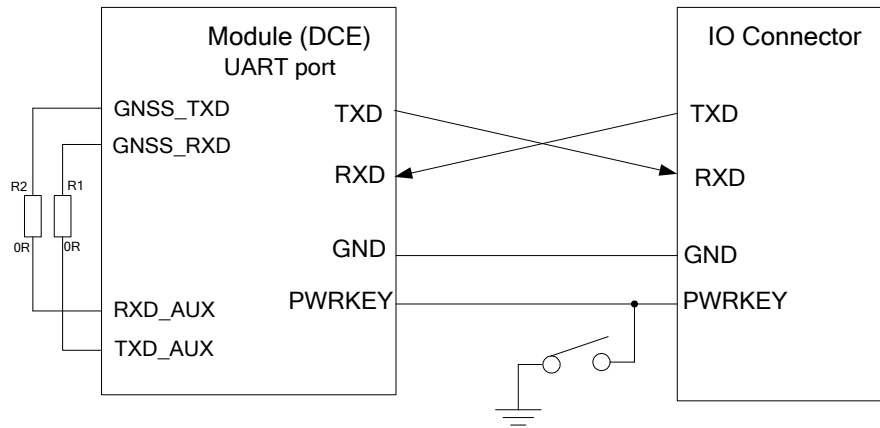 Module (DCE)
UART port
IO Connector
GNSS_TXD
GNSS_RXD
TXD
TXD
RXD
RXD
R2
R1
0R
0R
GND
GND
PWRKEY
PWRKEY
RXD_AUX
TXD_AUX